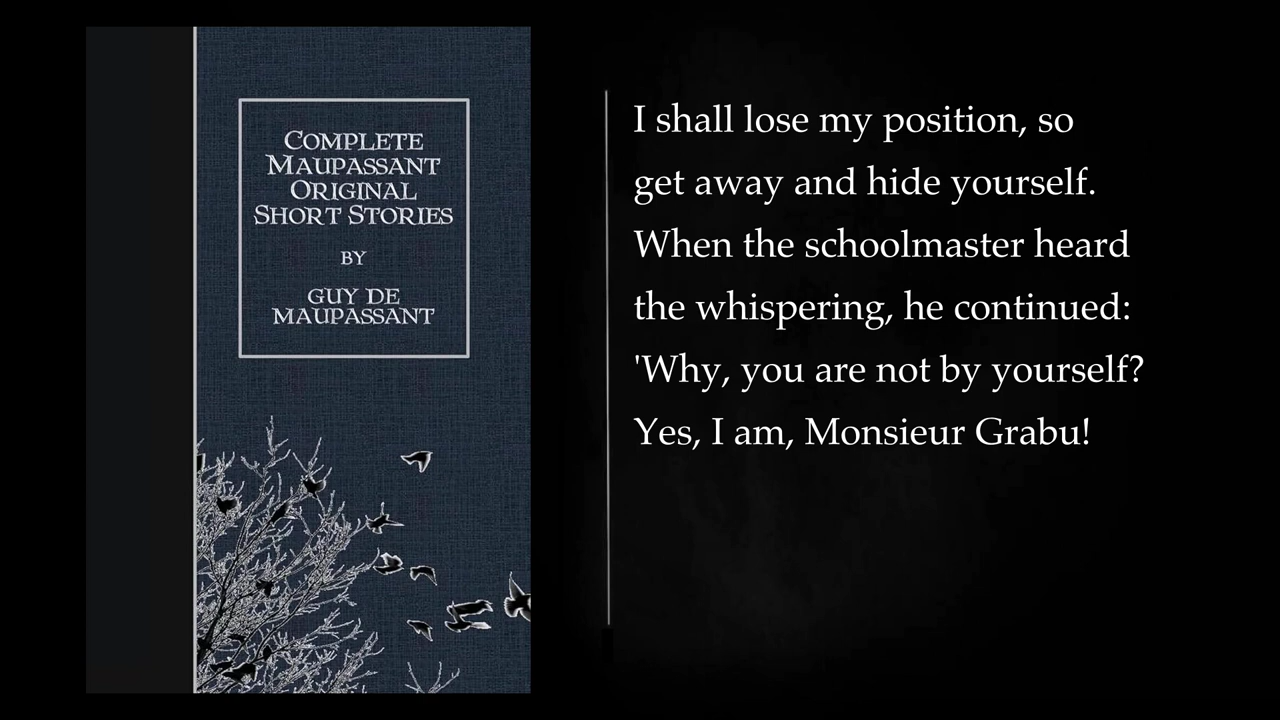 COMPLETE
MAUPASSANT
ORIGINAL
SHORT STORIES
BY
GUY DE
MAUPASSANT
I shall lose my position, so
get away and hide yourself.
When the schoolmaster heard
the whispering, he continued:
'Why, you are not by yourself?
Yes, I am, Monsieur Grabu!